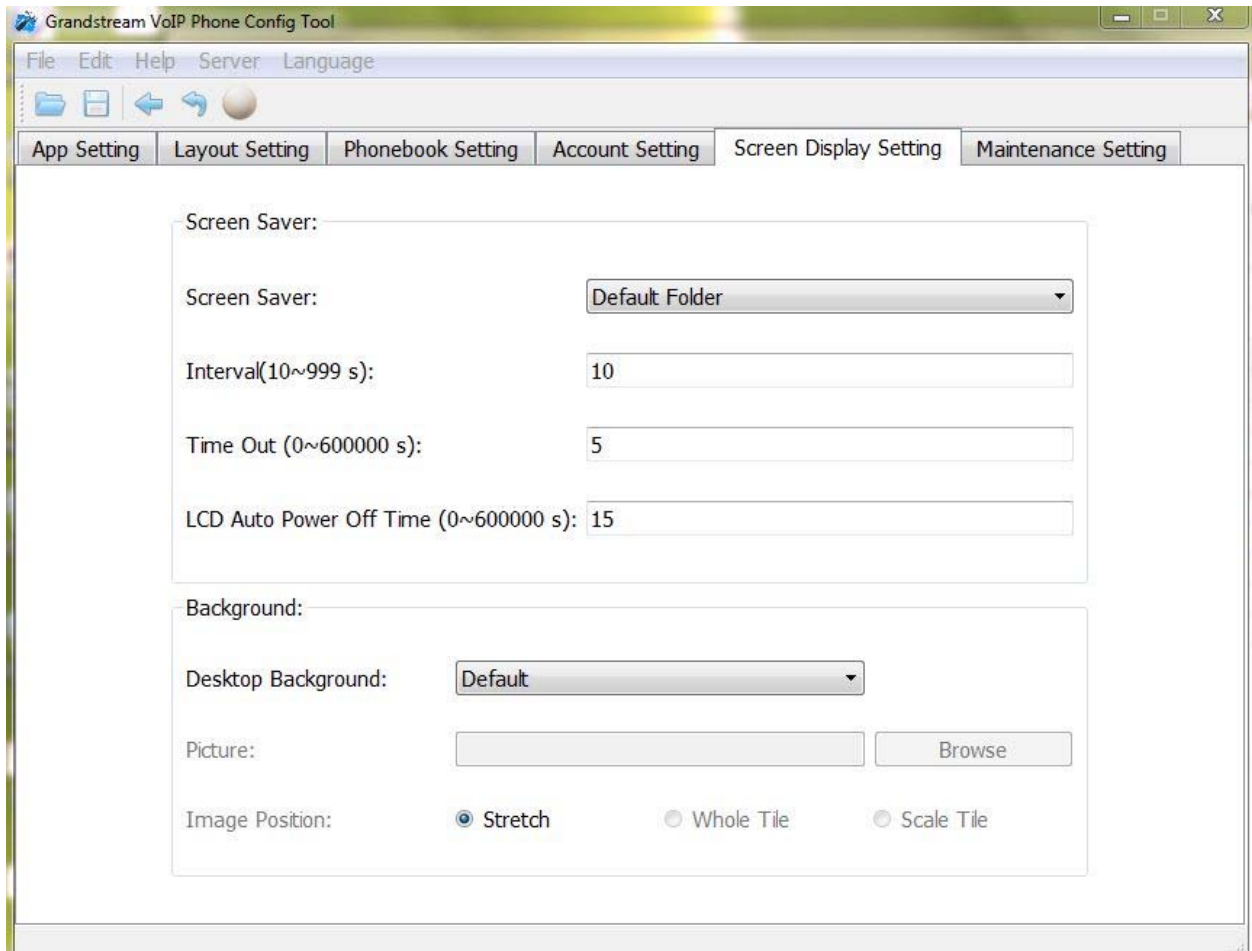 Grandstream VoIP Phone Config Tool
File Edit Help Server Language
App Setting Layout Setting Phonebook Setting Account Setting Screen Display Setting Maintenance Setting
Screen Saver:
Screen Saver: Default Folder
Interval(10~999 s): 10
Time Out (0~600000 s): 5
LCD Auto Power Off Time (0~600000 s): 15
Background:
Desktop Background: Default
Picture: Browse
Image Position: Stretch Whole Tile Scale Tile